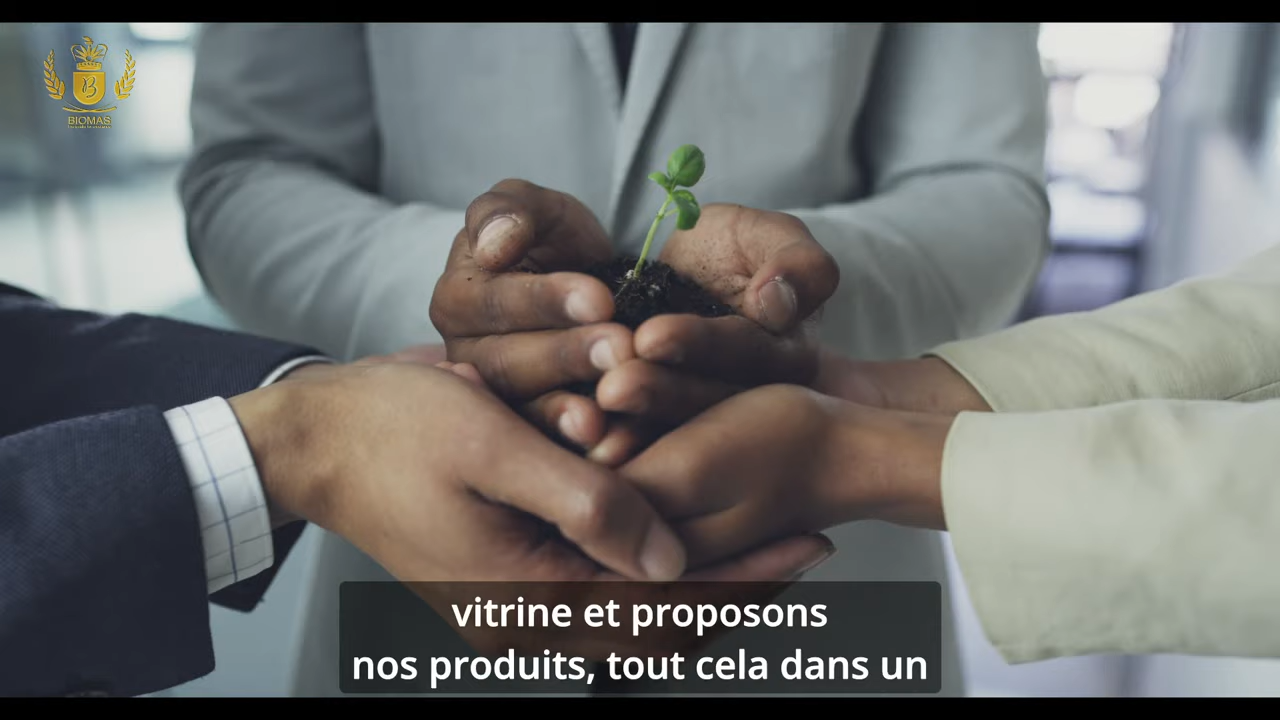 BIOMAS
vitrine et proposons
nos produits, tout cela dans un